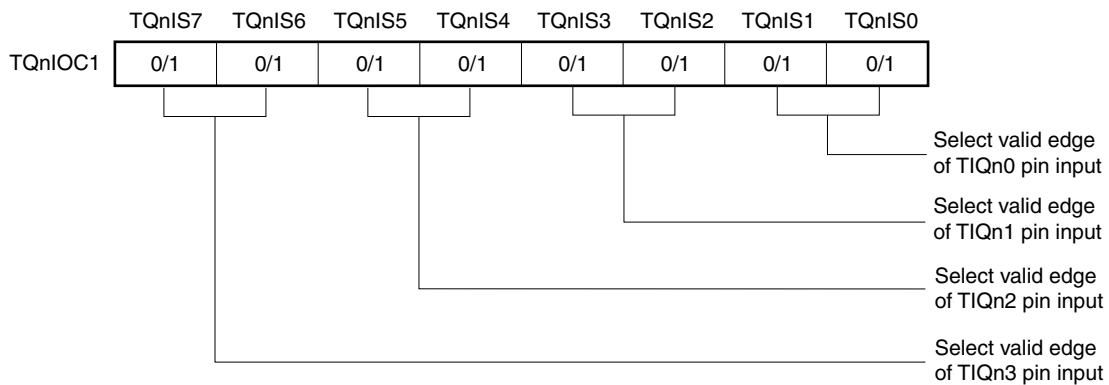 TQnIS7 TQnIS6 TQnIS5 TQnIS4 TQnIS3 TQnIS2 TQnIS1 TQnIS0
TQnIOC1 0/1 0/1 0/1 0/1 0/1 0/1 0/1 0/1
Select valid edge
of TIQn0 pin input
Select valid edge
of TIQn1 pin input
Select valid edge
of TIQn2 pin input
Select valid edge
of TIQn3 pin input